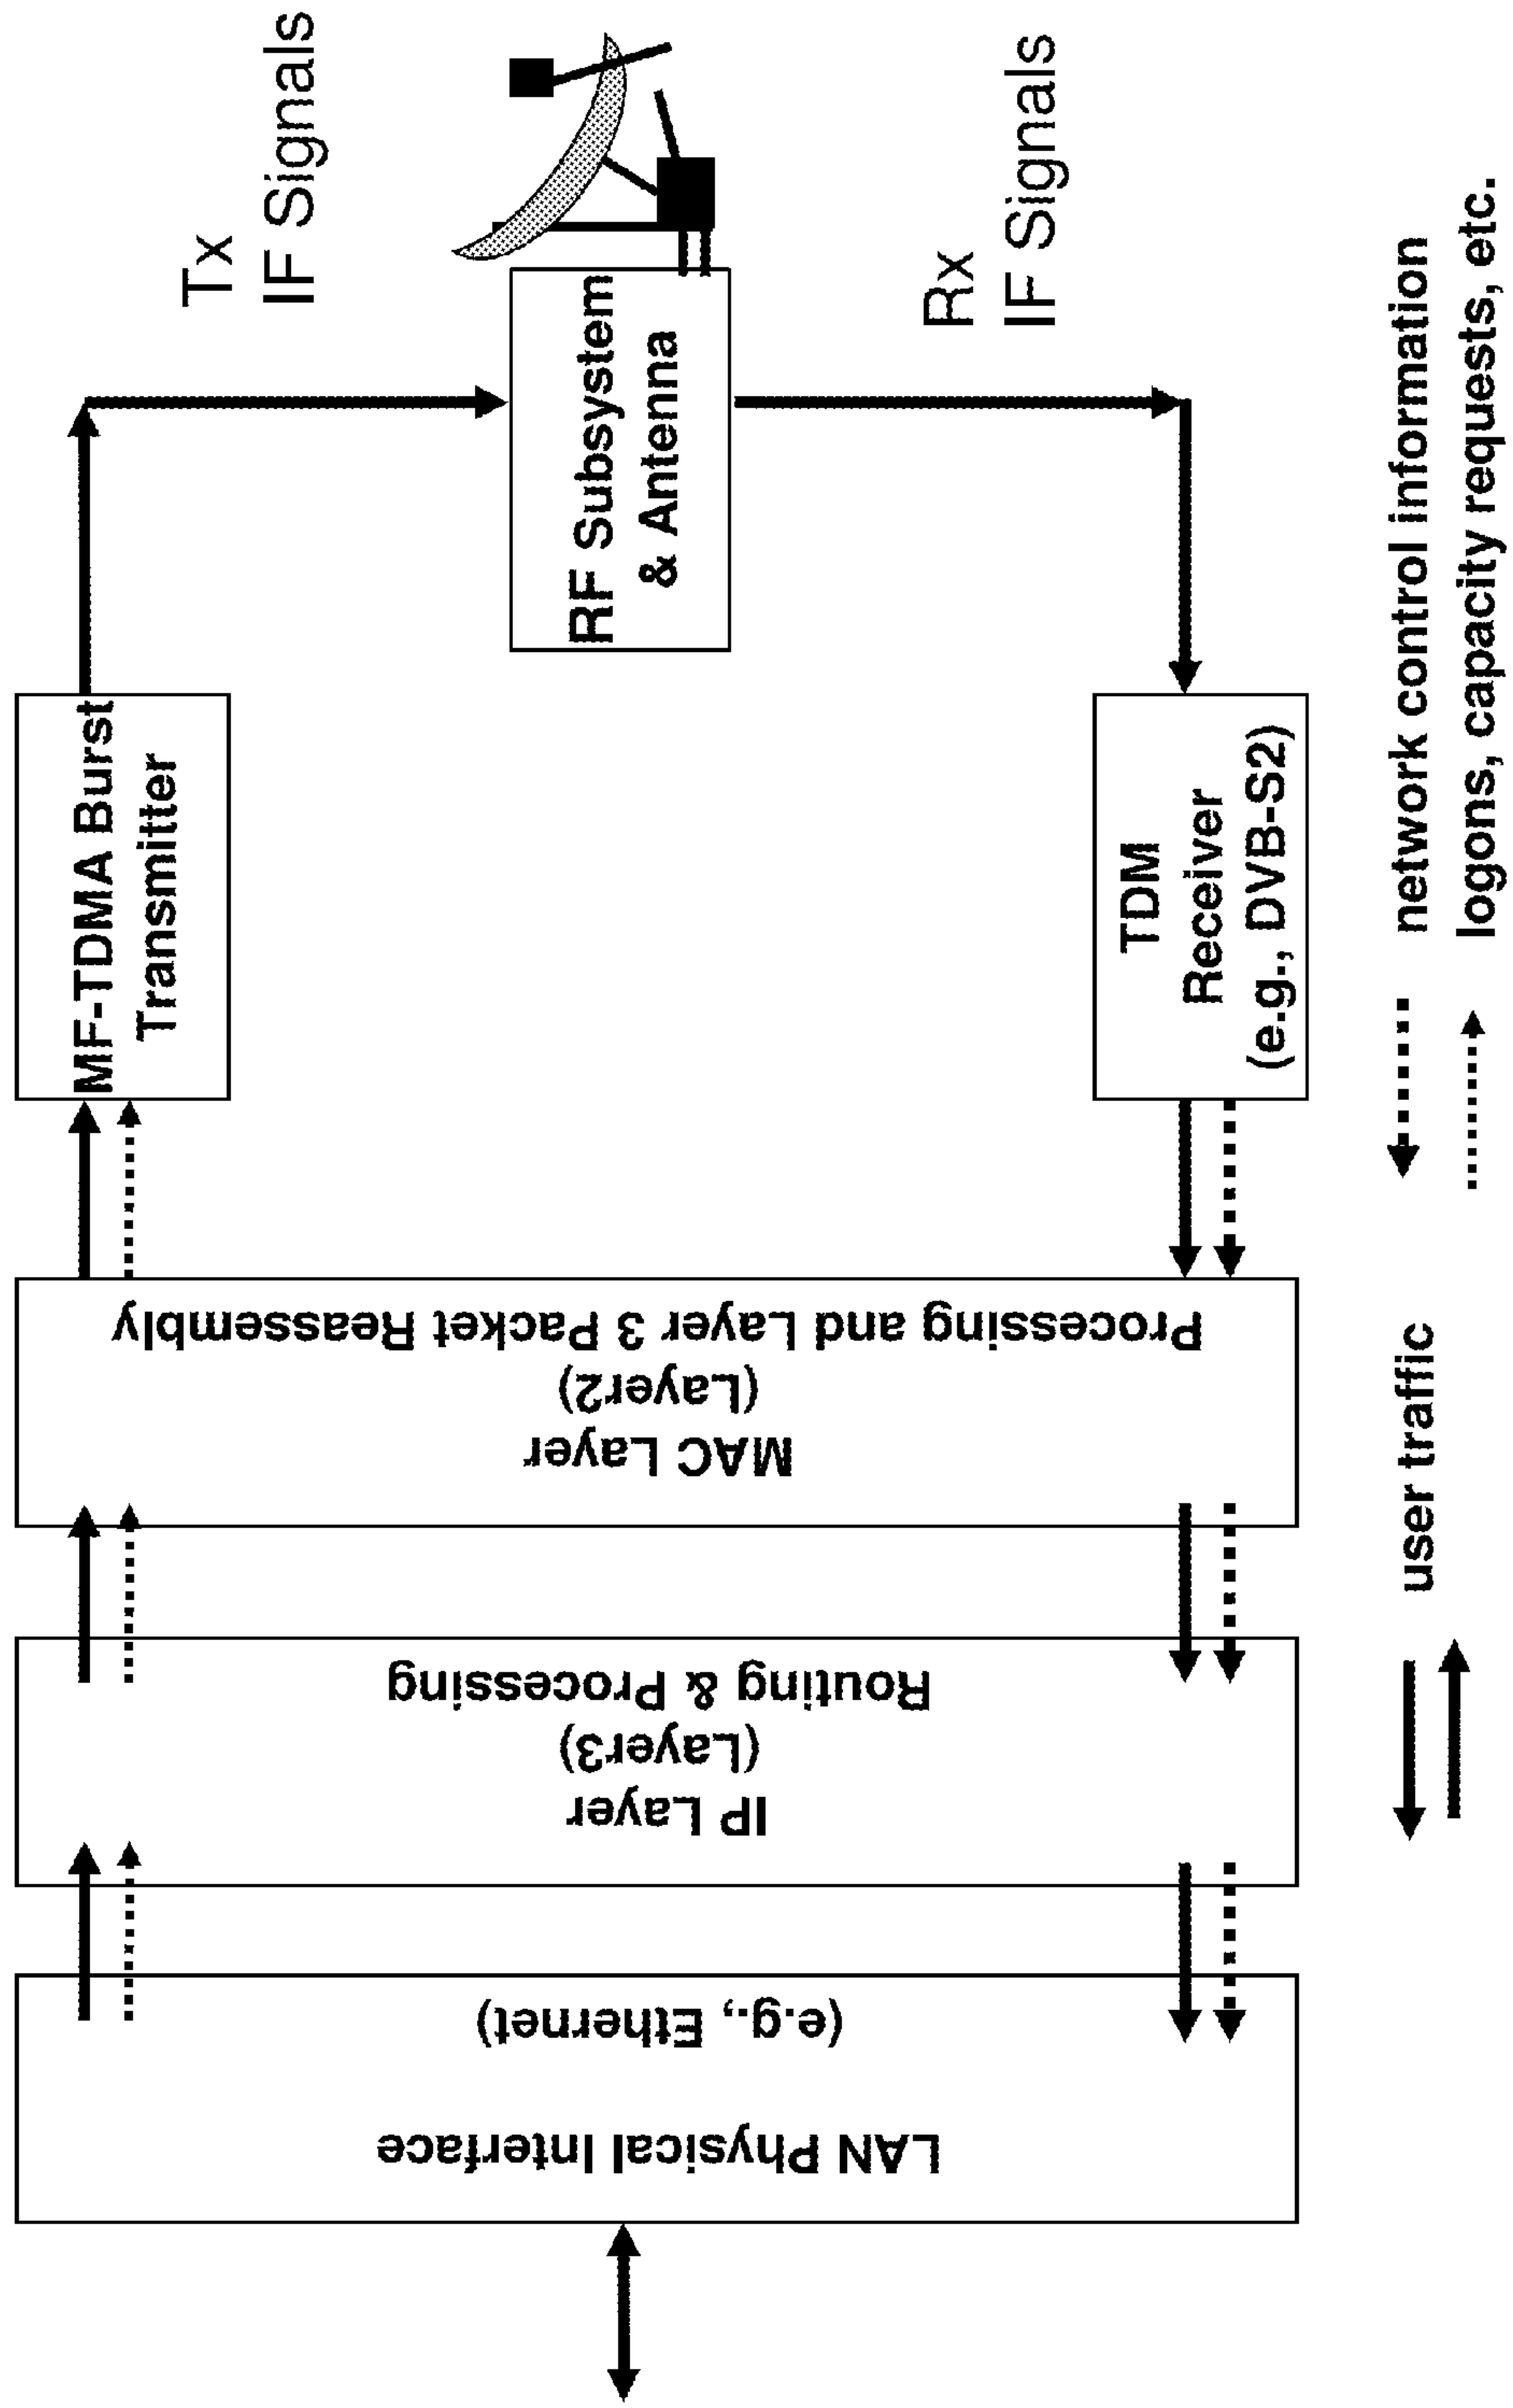 LAN Physical Interface
(e.g., Ethernet)
IP Layer
(Layer3)
Routing & Processing
MAC Layer
(Layer2)
Processing and Layer 3 Packet Reassembly
MF-TDMA Burst
Transmitter
Tx
IF Signals
RF Subsystem
& Antenna
Rx
IF Signals
TDM
Receiver
(e.g., DVB-S2)
user traffic
network control information
logons, capacity requests, etc.